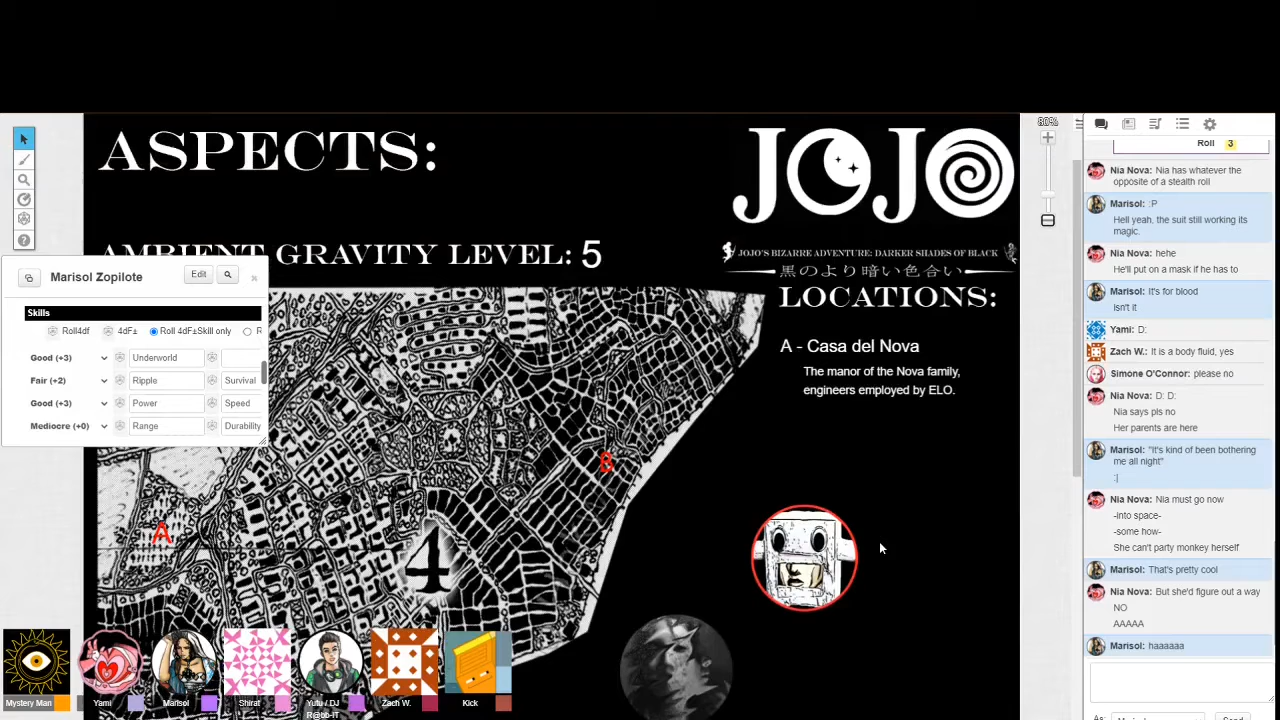 ASPECTS:
JOJO
AMBIENT GRAVITY LEVEL: 5
JOJO'S BIZARRE ADVENTURE: DARKER SHADES OF BLACK
黒のより暗い色合い
LOCATIONS:
A - Casa del Nova
The manor of the Nova family,
engineers employed by ELO.
A
B
4
80%
Marisol Zopilote
Edit
Skills
Roll4df
4dF±
Roll 4dF±Skill only
R
Good (+3)
Underworld
Fair (+2)
Ripple
Survival
Good (+3)
Power
Speed
Mediocre (+0)
Range
Durability
Mystery Man
Yami
Marisol
Shirat
Yutu / DJ
R@bb-IT
Zach W.
Kick
Roll 3
Nia Nova: Nia has whatever the
opposite of a stealth roll
Marisol: :P
Hell yeah, the suit still working its
magic.
Nia Nova: hehe
He'll put on a mask if he has to
Marisol: It's for blood
isn't it
Yami: D:
Zach W.: It is a body fluid, yes
Simone O'Connor: please no
Nia Nova: D: D:
Nia says pls no
Her parents are here
Marisol: "It's kind of been bothering
me all night"
:|
Nia Nova: Nia must go now
-into space-
-some how-
She can't party monkey herself
Marisol: That's pretty cool
Nia Nova: But she'd figure out a way
NO
AAAAA
Marisol: haaaaaa
As:
Marisol
Send